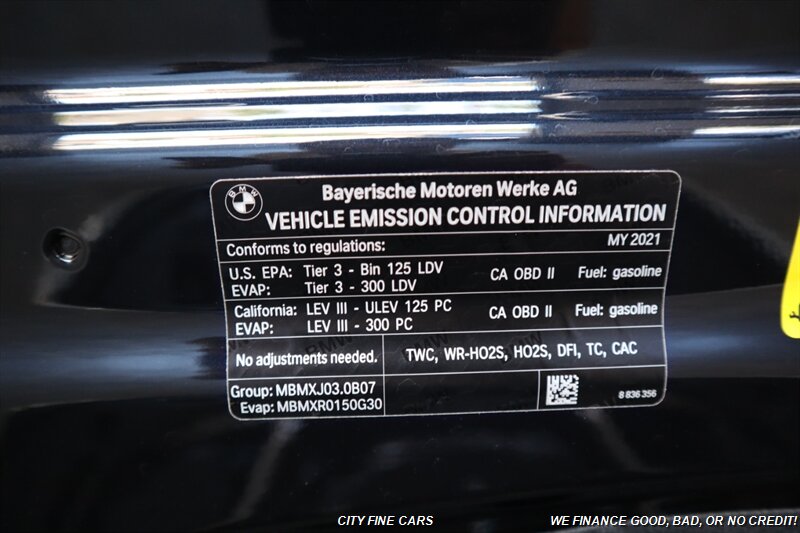 BMW
Bayerische Motoren Werke AG
VEHICLE EMISSION CONTROL INFORMATION
Conforms to regulations: MY 2021
U.S. EPA: Tier 3 - Bin 125 LDV CA OBD II Fuel: gasoline
EVAP: Tier 3 - 300 LDV
California: LEV III - ULEV 125 PC CA OBD II Fuel: gasoline
EVAP: LEV III - 300 PC
No adjustments needed. TWC, WR-HO2S, HO2S, DFI, TC, CAC
Group: MBMXJ03.0B07
Evap: MBMXR0150G30
8 836 356
CITY FINE CARS WE FINANCE GOOD, BAD, OR NO CREDIT!